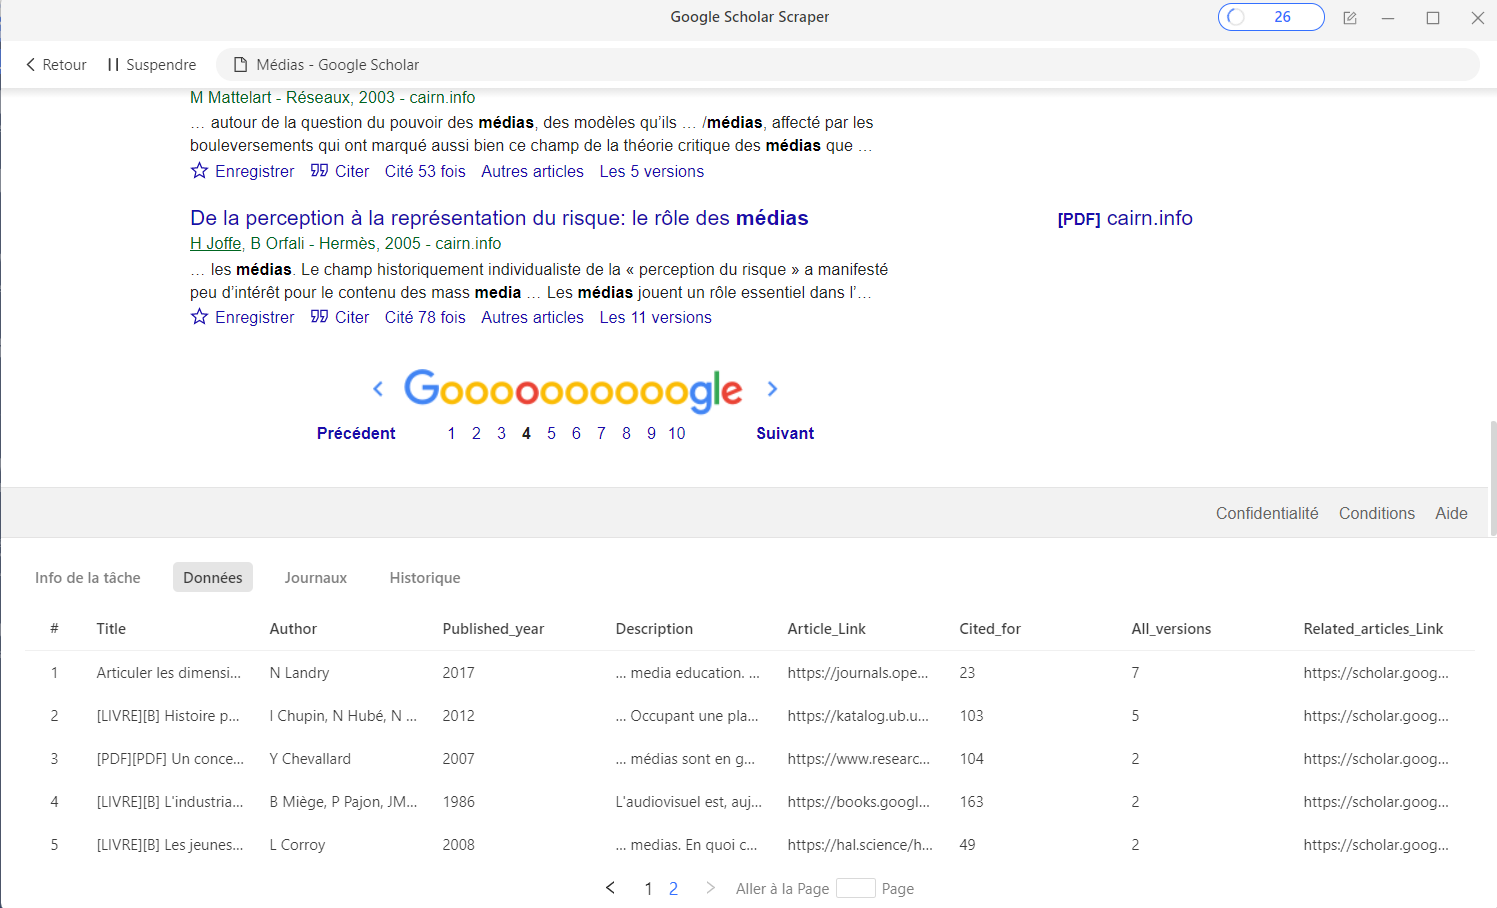 Google Scholar Scraper
26
Retour
Suspendre
Médias - Google Scholar
M Mattelart - Réseaux, 2003 - cairn.info
… autour de la question du pouvoir des médias, des modèles qu’ils … /médias, affecté par les
bouleversements qui ont marqué aussi bien ce champ de la théorie critique des médias que …
Enregistrer Citer Cité 53 fois Autres articles Les 5 versions
De la perception à la représentation du risque: le rôle des médias
[PDF] cairn.info
H Joffe, B Orfali - Hermès, 2005 - cairn.info
… les médias. Le champ historiquement individualiste de la « perception du risque » a manifesté
peu d’intérêt pour le contenu des mass media … Les médias jouent un rôle essentiel dans l’…
Enregistrer Citer Cité 78 fois Autres articles Les 11 versions
Goooooooooogle
Précédent 1 2 3 4 5 6 7 8 9 10 Suivant
Confidentialité Conditions Aide
Info de la tâche Données Journaux Historique
# Title Author Published_year Description Article_Link Cited_for All_versions Related_articles_Link
1 Articuler les dimensi... N Landry 2017 ... media education. ... https://journals.ope... 23 7 https://scholar.goog...
2 [LIVRE][B] Histoire p... I Chupin, N Hubé, N ... 2012 ... Occupant une pla... https://katalog.ub.u... 103 5 https://scholar.goog...
3 [PDF][PDF] Un conce... Y Chevallard 2007 ... médias sont en g... https://www.researc... 104 2 https://scholar.goog...
4 [LIVRE][B] L'industria... B Miège, P Pajon, JM... 1986 L'audiovisuel est, auj... https://books.googl... 163 2 https://scholar.goog...
5 [LIVRE][B] Les jeunes... L Corroy 2008 ... medias. En quoi c... https://hal.science/h... 49 2 https://scholar.goog...
1 2 Aller à la Page Page